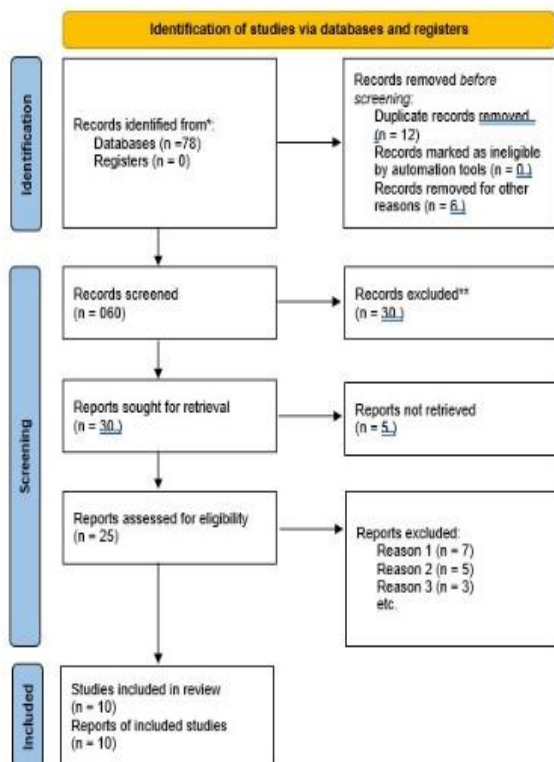 Identification of studies via databases and registers
Identification
Records identified from*:
Databases (n =78)
Registers (n = 0)
Records removed before
screening:
Duplicate records removed
(n = 12)
Records marked as ineligible
by automation tools (n = 0 )
Records removed for other
reasons (n = 6 )
Screening
Records screened
(n = 060)
Records excluded**
(n = 30 )
Reports sought for retrieval
(n = 30 )
Reports not retrieved
(n = 5 )
Reports assessed for eligibility
(n = 25)
Reports excluded:
Reason 1 (n = 7)
Reason 2 (n = 5)
Reason 3 (n = 3)
etc.
Included
Studies included in review
(n = 10)
Reports of included studies
(n = 10)